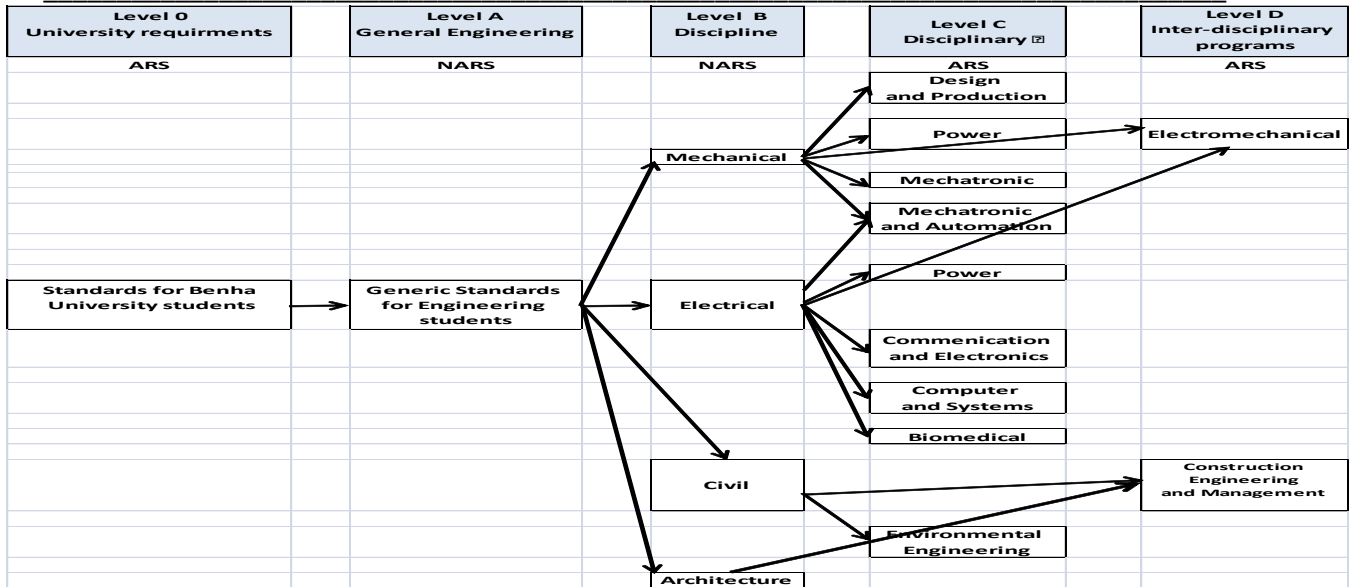 Level 0
University requirments
Level A
General Engineering
Level B
Discipline
Level C
Disciplinary
Level D
Inter-disciplinary
programs
ARS
NARS
NARS
ARS
ARS
Design
and Production
Power
Electromechanical
Mechanical
Mechatronic
Mechatronic
and Automation
Power
Standards for Benha
University students
Generic Standards
for Engineering
students
Electrical
Commenication
and Electronics
Computer
and Systems
Biomedical
Civil
Construction
Engineering
and Management
Environmental
Engineering
Architecture